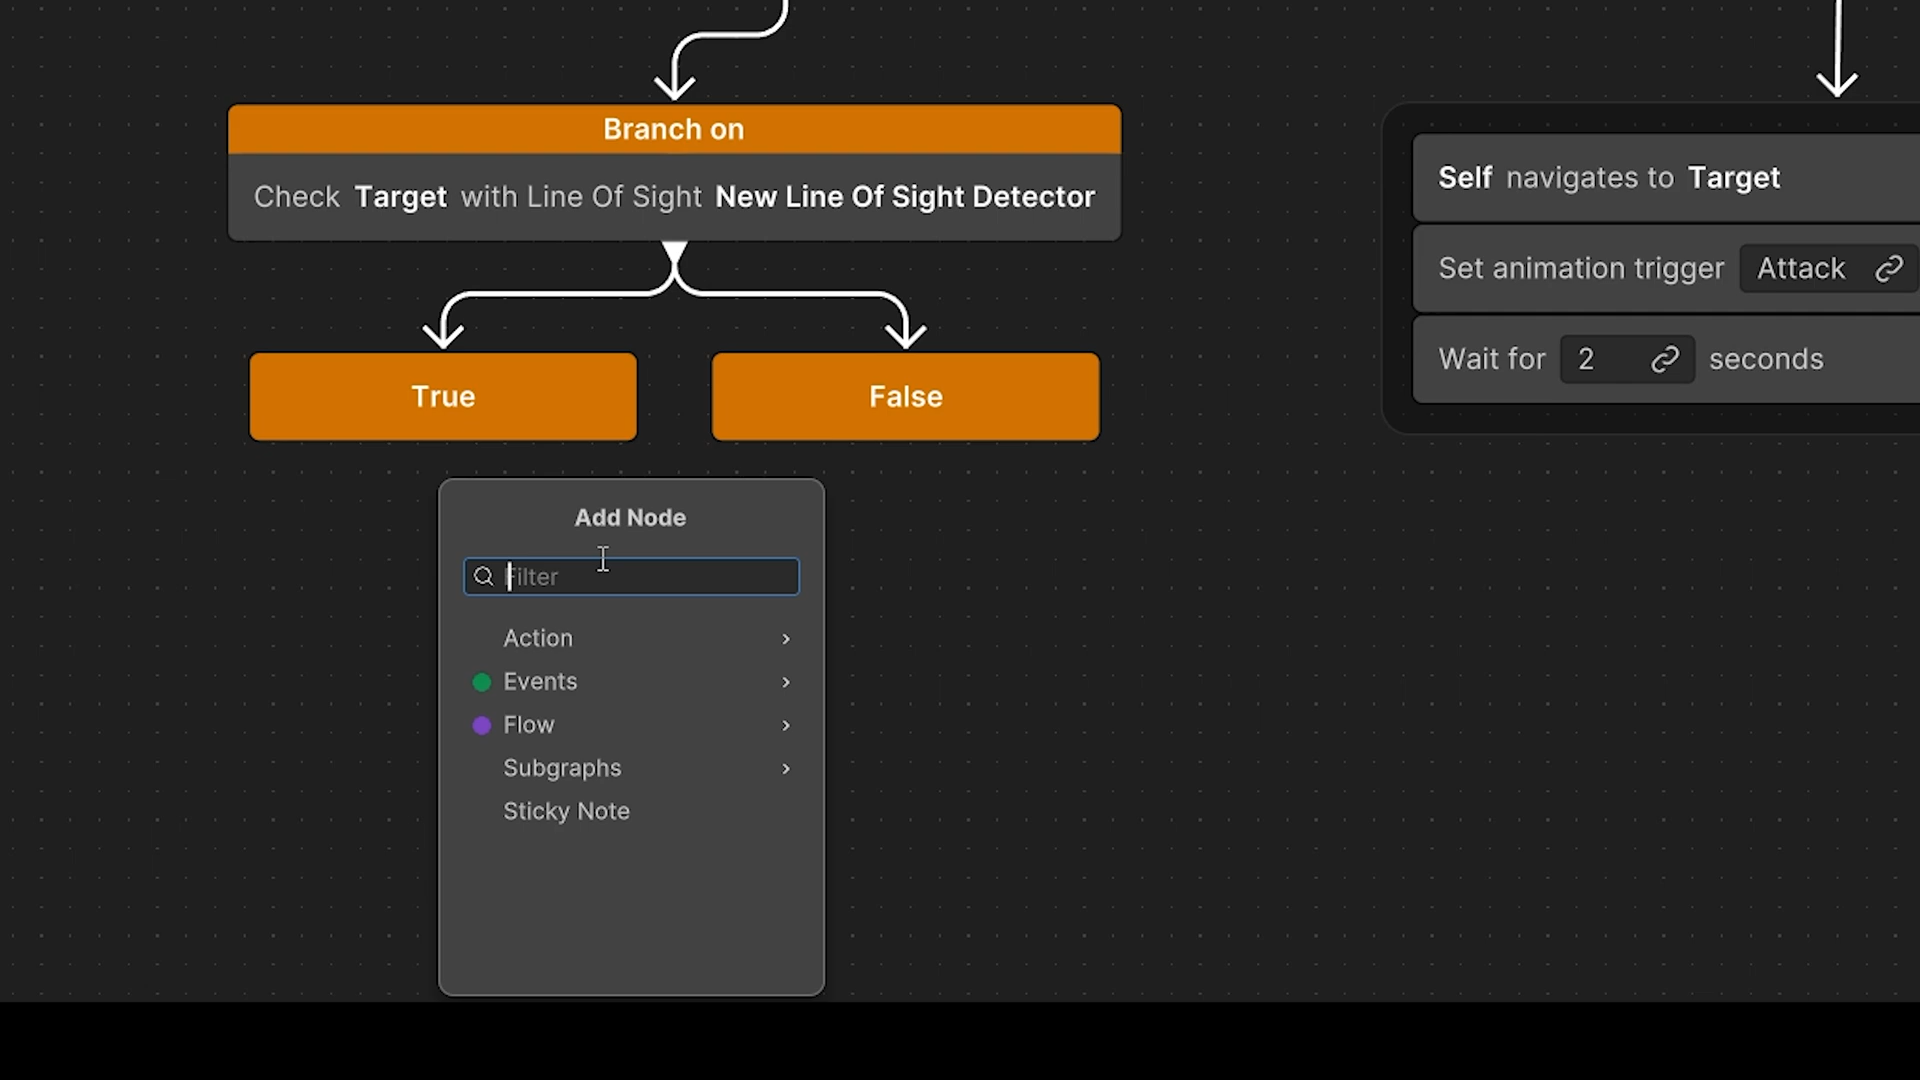 Branch on
Check Target with Line Of Sight New Line Of Sight Detector
True
False
Self navigates to Target
Set animation trigger Attack
Wait for 2 seconds
Add Node
Filter
Action
Events
Flow
Subgraphs
Sticky Note